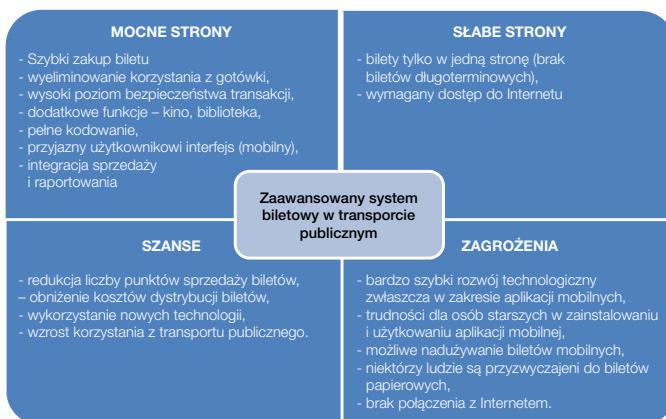 MOCNE STRONY
- Szybki zakup biletu
- wyeliminowanie korzystania z gotówki,
- wysoki poziom bezpieczeństwa transakcji,
- dodatkowe funkcje – kino, biblioteka,
- pełne kodowanie,
- przyjazny użytkownikowi interfejs (mobilny),
- integracja sprzedaży
i raportowania
SŁABE STRONY
- bilety tylko w jedną stronę (brak
biletów długoterminowych),
- wymagany dostęp do Internetu
Zaawansowany system
biletowy w transporcie
publicznym
SZANSE
- redukcja liczby punktów sprzedaży biletów,
– obniżenie kosztów dystrybucji biletów,
- wykorzystanie nowych technologii,
- wzrost korzystania z transportu publicznego.
ZAGROŻENIA
- bardzo szybki rozwój technologiczny
zwłaszcza w zakresie aplikacji mobilnych,
- trudności dla osób starszych w zainstalowaniu
i użytkowaniu aplikacji mobilnej,
- możliwe nadużywanie biletów mobilnych,
- niektórzy ludzie są przyzwyczajeni do biletów
papierowych,
- brak połączenia z Internetem.